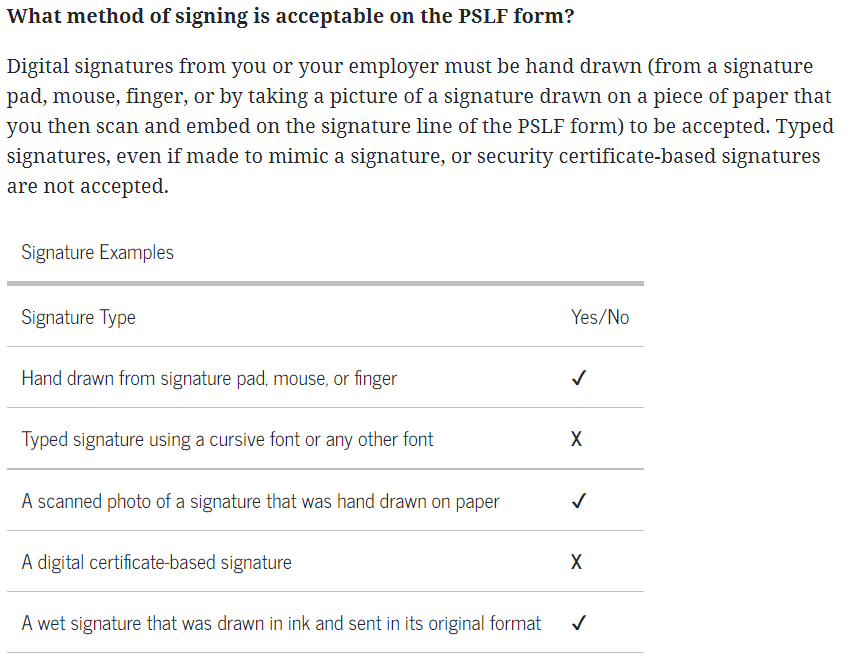 What method of signing is acceptable on the PSLF form?
Digital signatures from you or your employer must be hand drawn (from a signature
pad, mouse, finger, or by taking a picture of a signature drawn on a piece of paper that
you then scan and embed on the signature line of the PSLF form) to be accepted. Typed
signatures, even if made to mimic a signature, or security certificate-based signatures
are not accepted.
Signature Examples
Signature Type Yes/No
Hand drawn from signature pad, mouse, or finger ✓
Typed signature using a cursive font or any other font X
A scanned photo of a signature that was hand drawn on paper ✓
A digital certificate-based signature X
A wet signature that was drawn in ink and sent in its original format ✓